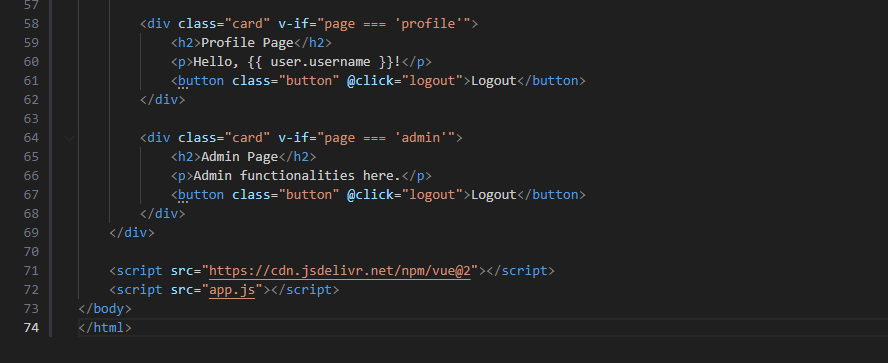 57
58 <div class="card" v-if="page === 'profile'">
59 <h2>Profile Page</h2>
60 <p>Hello, {{ user.username }}!</p>
61 <button class="button" @click="logout">Logout</button>
62 </div>
63
64 <div class="card" v-if="page === 'admin'">
65 <h2>Admin Page</h2>
66 <p>Admin functionalities here.</p>
67 <button class="button" @click="logout">Logout</button>
68 </div>
69 </div>
70
71 <script src="https://cdn.jsdelivr.net/npm/vue@2"></script>
72 <script src="app.js"></script>
73 </body>
74 </html>